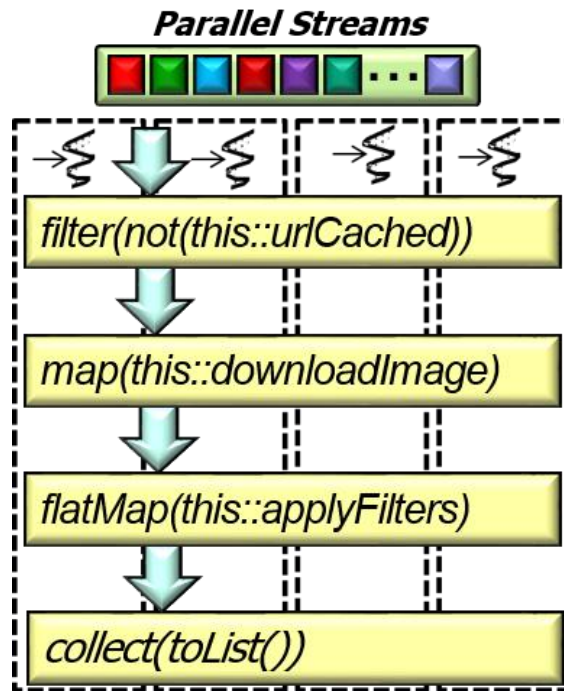 Parallel Streams
filter(not(this::urlCached))
map(this::downloadImage)
flatMap(this::applyFilters)
collect(toList())